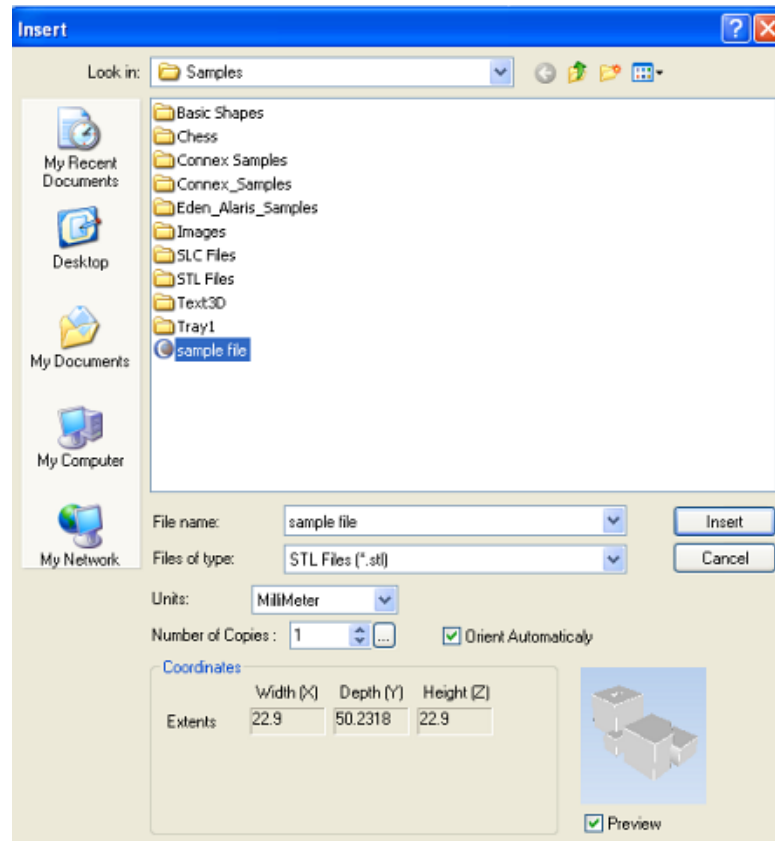 Insert
Look in: Samples
My Recent Documents
Desktop
My Documents
My Computer
My Network
Basic Shapes
Chess
Connex Samples
Connex_Samples
Eden_Alaris_Samples
Images
SLC Files
STL Files
Text3D
Tray1
sample file
File name: sample file Insert
Files of type: STL Files (*.stl) Cancel
Units: MilliMeter
Number of Copies : 1 ... Orient Automaticaly
Coordinates
Width (X) Depth (Y) Height (Z)
Extents 22.9 50.2318 22.9
Preview